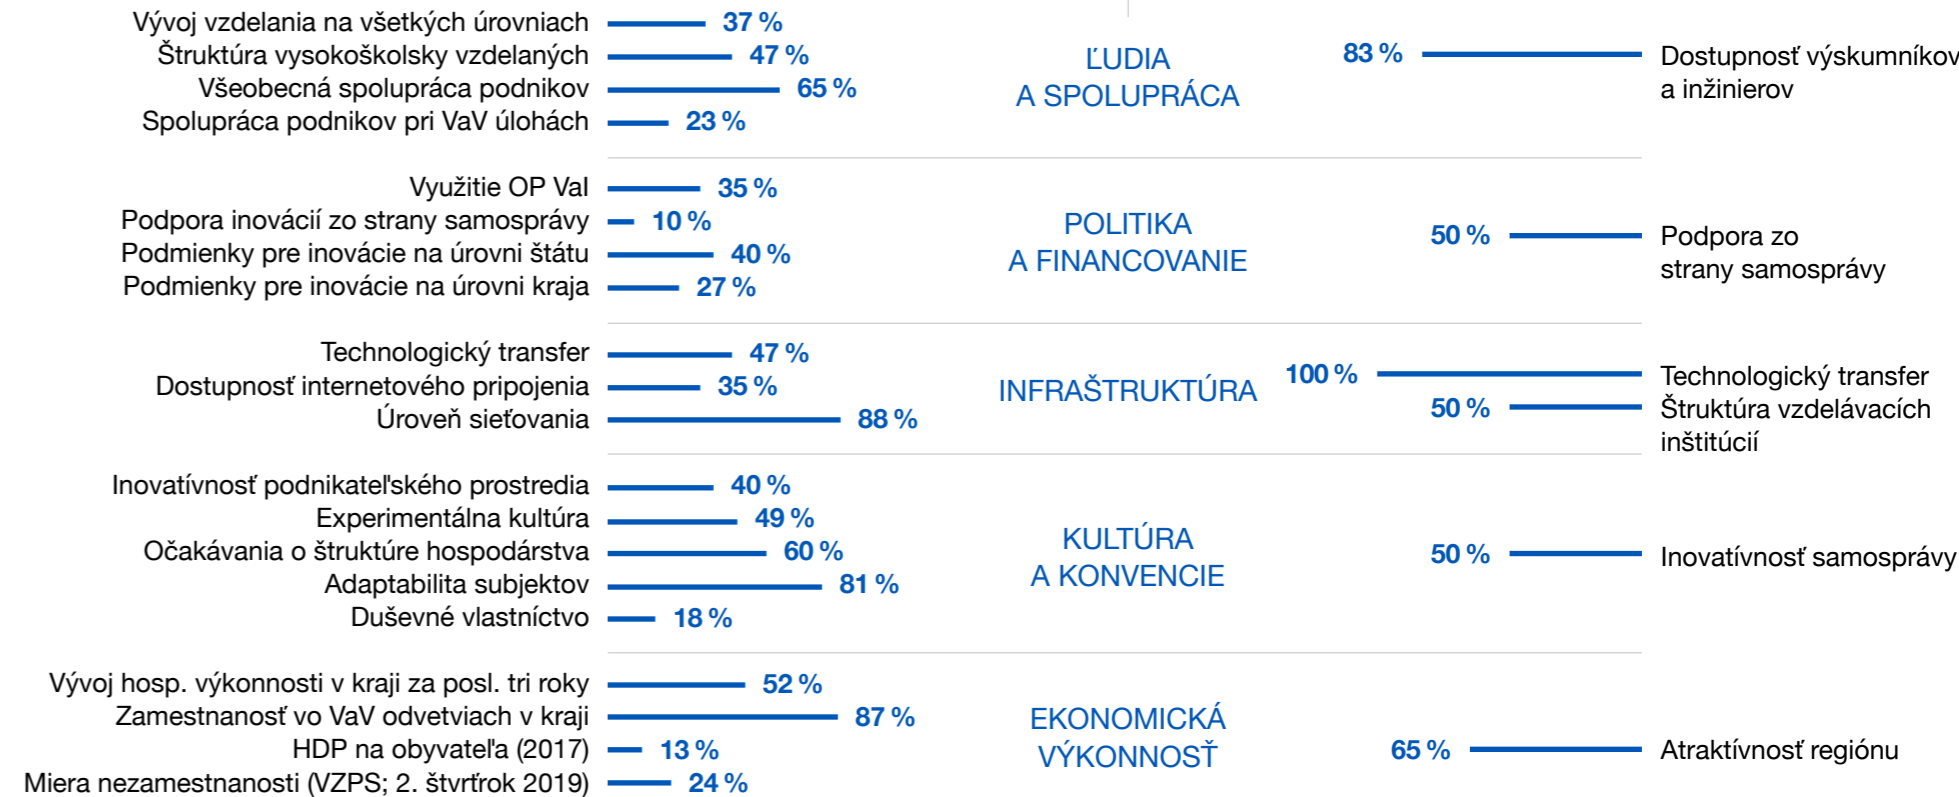 Vývoj vzdelania na všetkých úrovniach 37 %
Štruktúra vysokoškolsky vzdelaných 47 %
Všeobecná spolupráca podnikov 65 %
Spolupráca podnikov pri VaV úlohách 23 %
ĽUDIA
A SPOLUPRÁCA
83 % Dostupnosť výskumníkov
a inžinierov
Využitie OP VaI 35 %
Podpora inovácií zo strany samosprávy 10 %
Podmienky pre inovácie na úrovni štátu 40 %
Podmienky pre inovácie na úrovni kraja 27 %
POLITIKA
A FINANCOVANIE
50 % Podpora zo
strany samosprávy
Technologický transfer 47 %
Dostupnosť internetového pripojenia 35 %
Úroveň sieťovania 88 %
INFRAŠTRUKTÚRA
100 % Technologický transfer
50 % Štruktúra vzdelávacích
inštitúcií
Inovatívnosť podnikateľského prostredia 40 %
Experimentálna kultúra 49 %
Očakávania o štruktúre hospodárstva 60 %
Adaptabilita subjektov 81 %
Duševné vlastníctvo 18 %
KULTÚRA
A KONVENCIE
50 % Inovatívnosť samosprávy
Vývoj hosp. výkonnosti v kraji za posl. tri roky 52 %
Zamestnanosť vo VaV odvetviach v kraji 87 %
HDP na obyvateľa (2017) 13 %
Miera nezamestnanosti (VZPS; 2. štvrťrok 2019) 24 %
EKONOMICKÁ
VÝKONNOSŤ
65 % Atraktívnosť regiónu